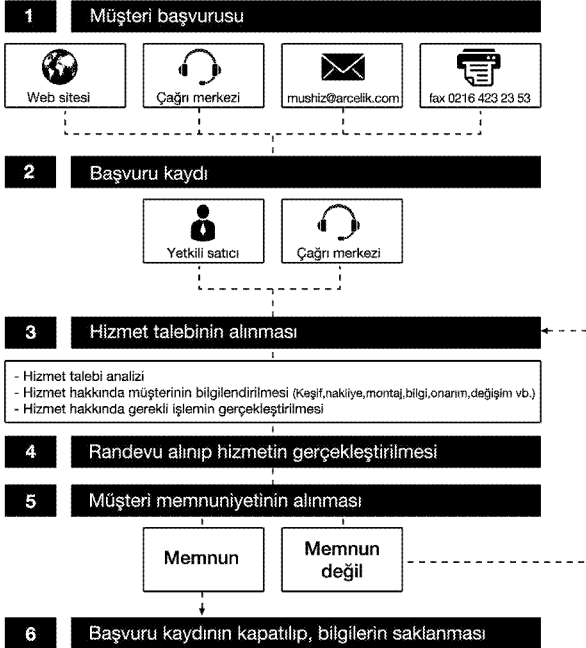 1 Müşteri başvurusu
Web sitesi
Çağrı merkezi
mushiz@arcelik.com
fax 0216 423 23 53
2 Başvuru kaydı
Yetkili satıcı
Çağrı merkezi
3 Hizmet talebinin alınması
- Hizmet talebi analizi
- Hizmet hakkında müşterinin bilgilendirilmesi (Keşif,nakliye,montaj,bilgi,onarım,değişim vb.)
- Hizmet hakkında gerekli işlemin gerçekleştirilmesi
4 Randevu alınıp hizmetin gerçekleştirilmesi
5 Müşteri memnuniyetinin alınması
Memnun
Memnun
değil
6 Başvuru kaydının kapatılıp, bilgilerin saklanması